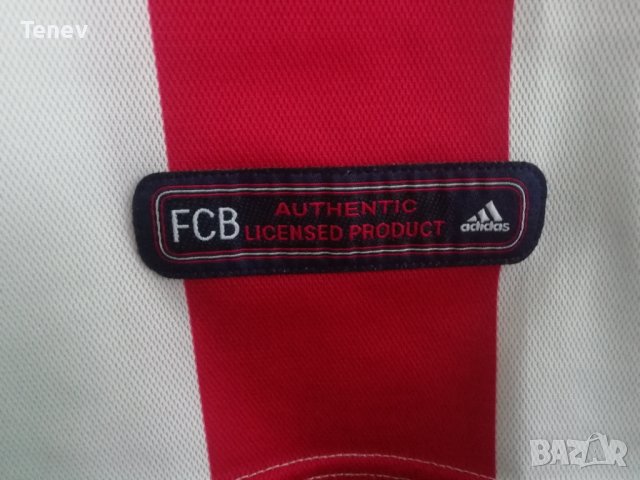 Tenev
FCB
AUTHENTIC
LICENSED PRODUCT
adidas
BAZAR